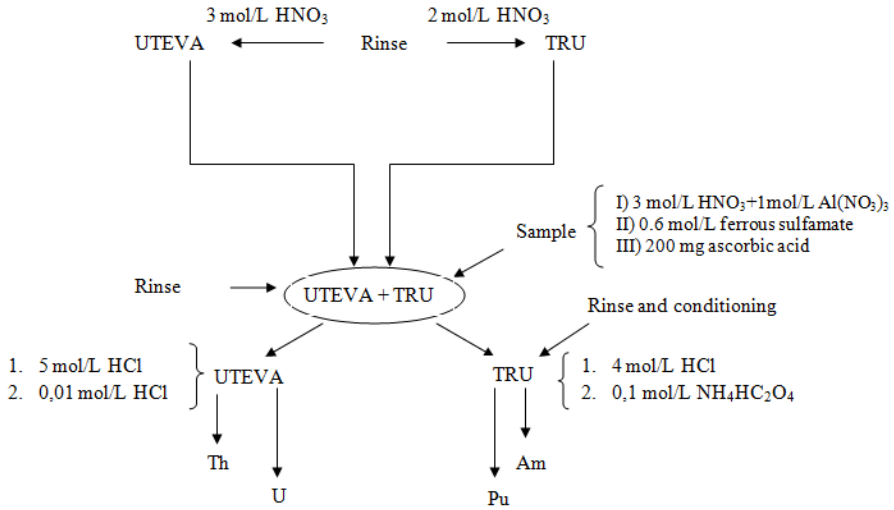 3 mol/L HNO₃
2 mol/L HNO₃
UTEVA
Rinse
TRU
I) 3 mol/L HNO₃+1mol/L Al(NO₃)₃
II) 0.6 mol/L ferrous sulfamate
III) 200 mg ascorbic acid
Sample
Rinse
UTEVA + TRU
Rinse and conditioning
1. 5 mol/L HCl
2. 0,01 mol/L HCl
UTEVA
TRU
1. 4 mol/L HCl
2. 0,1 mol/L NH₄HC₂O₄
Th
Am
U
Pu